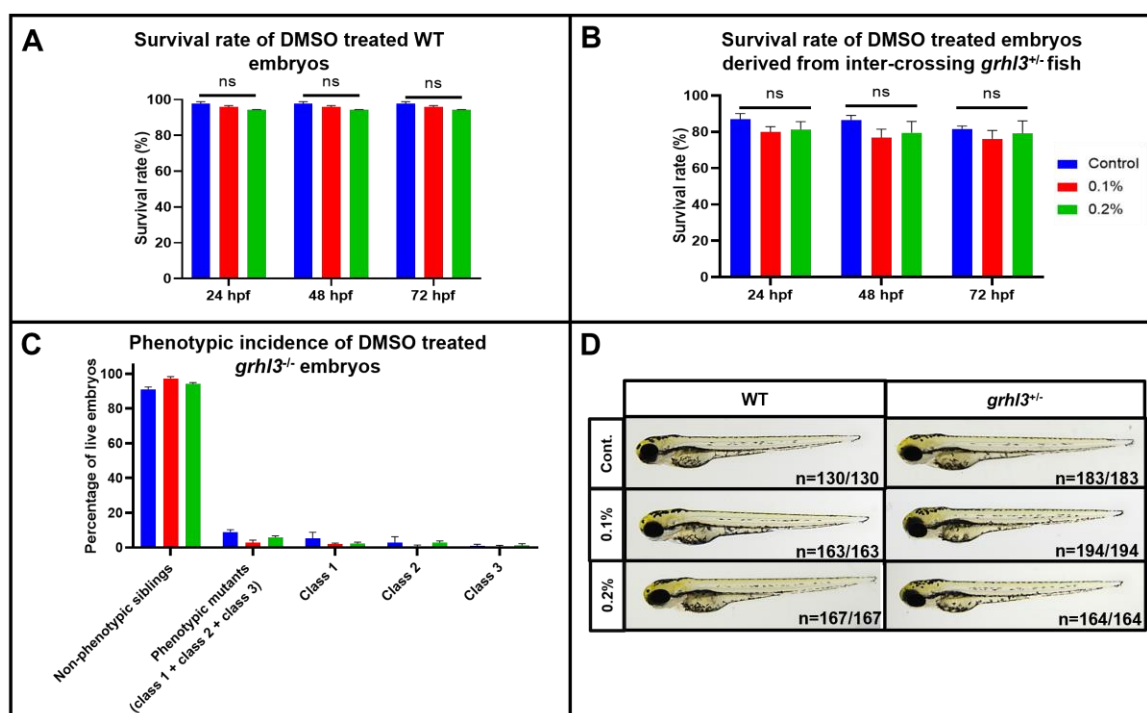 A
Survival rate of DMSO treated WT
embryos
ns
ns
ns
100
80
60
40
20
0
Survival rate (%)
24 hpf
48 hpf
72 hpf
B
Survival rate of DMSO treated embryos
derived from inter-crossing grhl3+/- fish
ns
ns
ns
100
80
60
40
20
0
Survival rate (%)
24 hpf
48 hpf
72 hpf
Control
0.1%
0.2%
C
Phenotypic incidence of DMSO treated
grhl3-/- embryos
100
80
60
40
20
0
Percentage of live embryos
Non-phenotypic siblings
Phenotypic mutants
(class 1 + class 2 + class 3)
Class 1
Class 2
Class 3
D
WT
grhl3+/-
Cont.
n=130/130
n=183/183
0.1%
n=163/163
n=194/194
0.2%
n=167/167
n=164/164